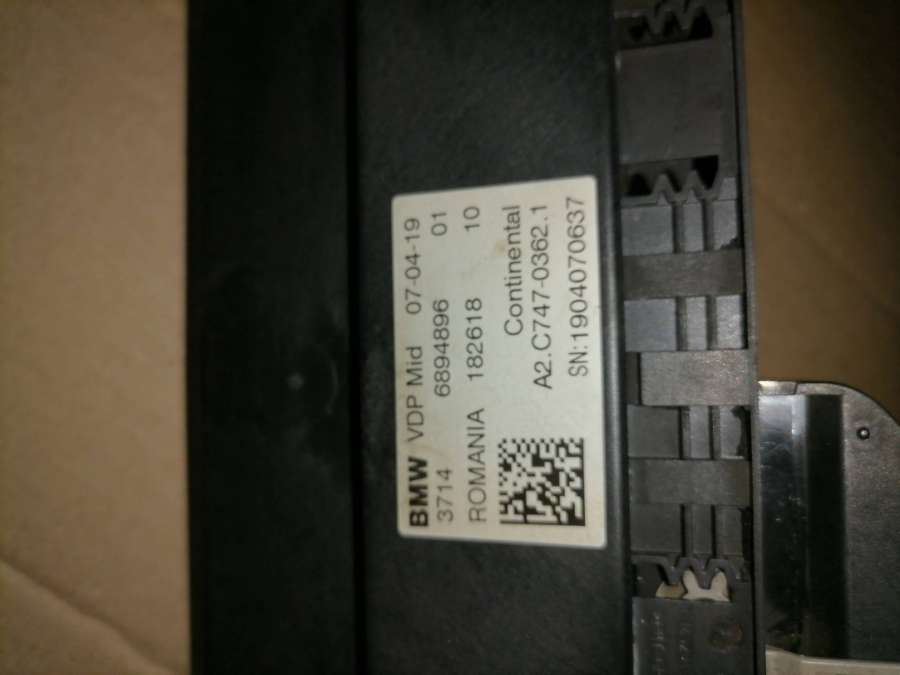 BMW VDP Mid 07-04-19
3714 6894896 01
ROMANIA 182618 10
Continental
A2.C747-0362.1
SN:1904070637